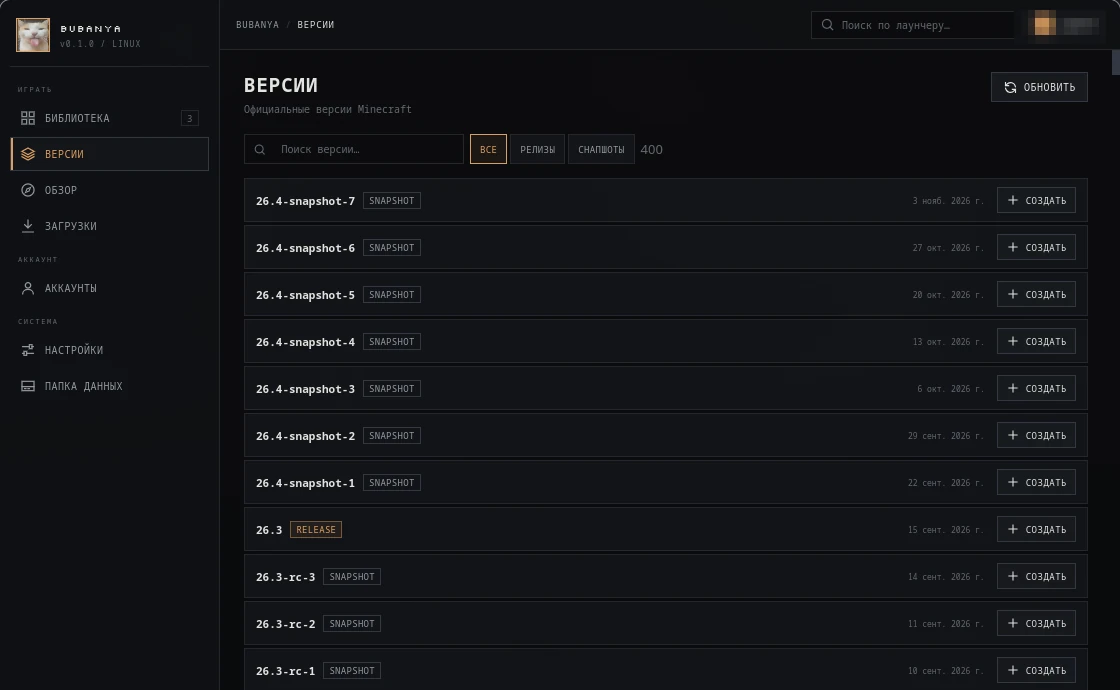 BUBANYA
v0.1.0 / LINUX
ИГРАТЬ
БИБЛИОТЕКА 3
ВЕРСИИ
ОБЗОР
ЗАГРУЗКИ
АККАУНТ
АККАУНТЫ
СИСТЕМА
НАСТРОЙКИ
ПАПКА ДАННЫХ
BUBANYA / ВЕРСИИ
Поиск по лаунчеру…
ВЕРСИИ
Официальные версии Minecraft
ОБНОВИТЬ
Поиск версии… ВСЕ РЕЛИЗЫ СНАПШОТЫ 400
26.4-snapshot-7 SNAPSHOT 3 нояб. 2026 г. СОЗДАТЬ
26.4-snapshot-6 SNAPSHOT 27 окт. 2026 г. СОЗДАТЬ
26.4-snapshot-5 SNAPSHOT 20 окт. 2026 г. СОЗДАТЬ
26.4-snapshot-4 SNAPSHOT 13 окт. 2026 г. СОЗДАТЬ
26.4-snapshot-3 SNAPSHOT 6 окт. 2026 г. СОЗДАТЬ
26.4-snapshot-2 SNAPSHOT 29 сент. 2026 г. СОЗДАТЬ
26.4-snapshot-1 SNAPSHOT 22 сент. 2026 г. СОЗДАТЬ
26.3 RELEASE 15 сент. 2026 г. СОЗДАТЬ
26.3-rc-3 SNAPSHOT 14 сент. 2026 г. СОЗДАТЬ
26.3-rc-2 SNAPSHOT 11 сент. 2026 г. СОЗДАТЬ
26.3-rc-1 SNAPSHOT 10 сент. 2026 г. СОЗДАТЬ